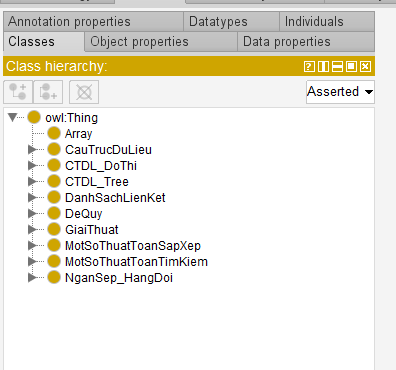 Annotation properties Datatypes Individuals
Classes Object properties Data properties
Class hierarchy:
Asserted
owl:Thing
Array
CauTrucDuLieu
CTDL_DoThi
CTDL_Tree
DanhSachLienKet
DeQuy
GiaiThuat
MotSoThuatToanSapXep
MotSoThuatToanTimKiem
NganSep_HangDoi